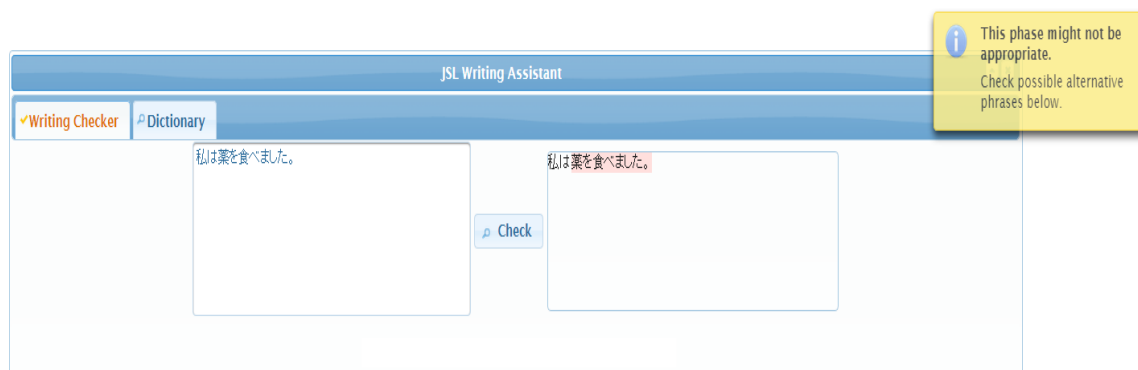 This phase might not be
appropriate.
Check possible alternative
phrases below.
JSL Writing Assistant
Writing Checker
Dictionary
私は薬を食べました。
私は薬を食べました。
Check